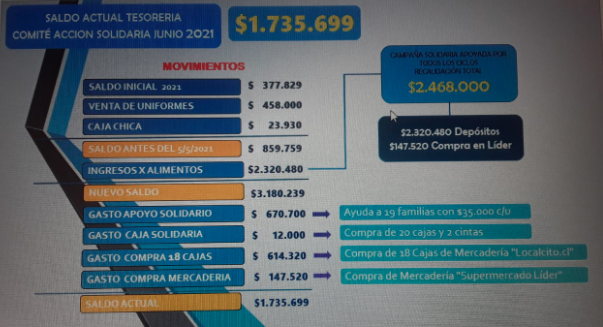 SALDO ACTUAL TESORERIA
COMITÉ ACCION SOLIDARIA JUNIO 2021
$1.735.699
MOVIMIENTOS
SALDO INICIAL 2021 $ 377.829
VENTA DE UNIFORMES $ 458.000
CAJA CHICA $ 23.930
SALDO ANTES DEL 5/5/2021 $ 859.759
INGRESOS X ALIMENTOS $2.320.480
NUEVO SALDO $3.180.239
GASTO APOYO SOLIDARIO $ 670.700
GASTO CAJA SOLIDARIA $ 12.000
GASTO COMPRA 18 CAJAS $ 614.320
GASTO COMPRA MERCADERIA $ 147.520
SALDO ACTUAL $1.735.699
CAMPAÑA SOLIDARIA APOYADA POR
TODOS LOS CICLOS
RECAUDACIÓN TOTAL
$2.468.000
$2.320.480 Depósitos
$147.520 Compra en Líder
Ayuda a 19 familias con $35.000 c/u
Compra de 20 cajas y 2 cintas
Compra de 18 Cajas de Mercadería "Localcito.cl"
Compra de Mercadería "Supermercado Líder"